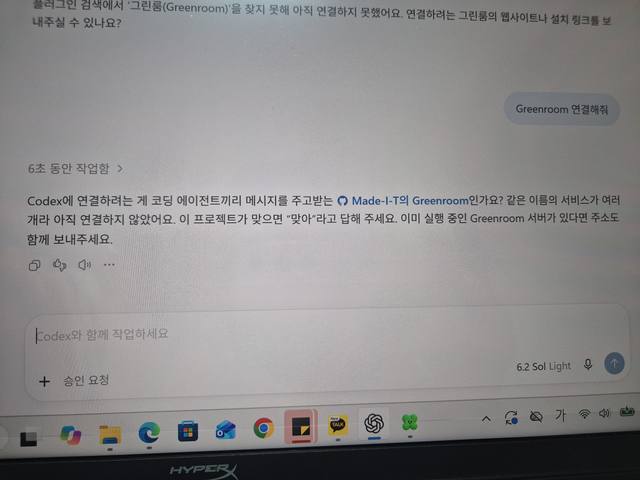 플러그인 검색에서 '그린룸(Greenroom)'을 찾지 못해 아직 연결하지 못했어요. 연결하려는 그린룸의 웹사이트나 설치 링크를 보
내주실 수 있나요?
Greenroom 연결해줘
6초 동안 작업함
Codex에 연결하려는 게 코딩 에이전트끼리 메시지를 주고받는 Made-I-T의 Greenroom인가요? 같은 이름의 서비스가 여러
개라 아직 연결하지 않았어요. 이 프로젝트가 맞으면 "맞아"라고 답해 주세요. 이미 실행 중인 Greenroom 서버가 있다면 주소도
함께 보내주세요.
Codex와 함께 작업하세요
+ 승인 요청
6.2 Sol Light
TALK
가
HYPERX